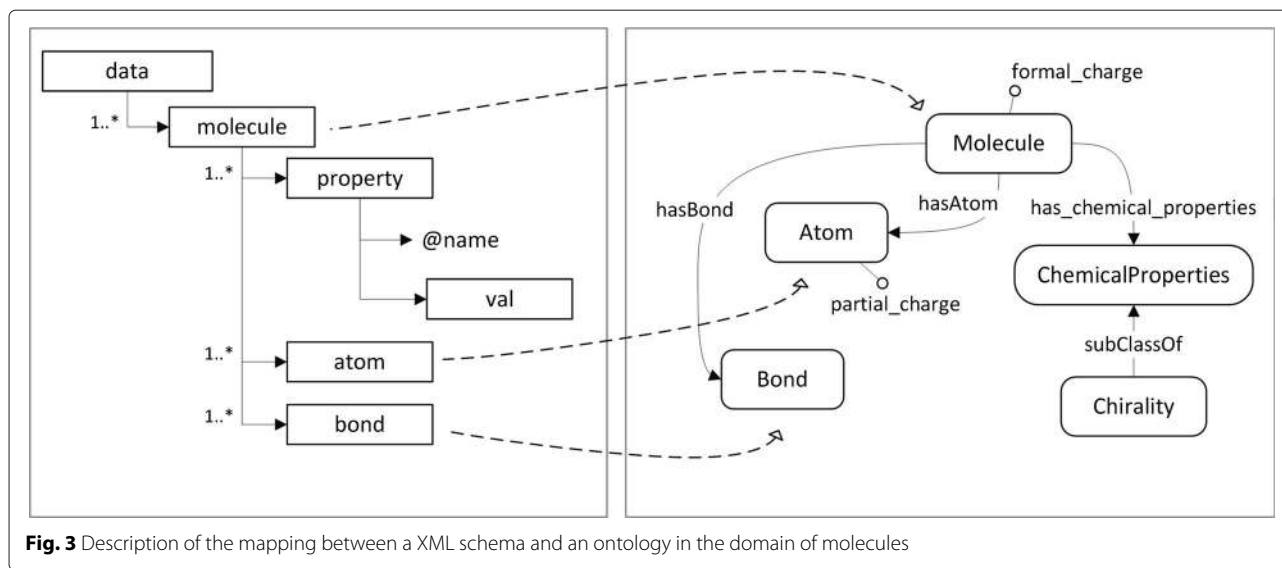 data
1..*
molecule
1..*
property
@name
val
1..*
atom
1..*
bond
formal_charge
Molecule
hasBond
hasAtom
has_chemical_properties
Atom
ChemicalProperties
partial_charge
subClassOf
Bond
Chirality
Fig. 3 Description of the mapping between a XML schema and an ontology in the domain of molecules